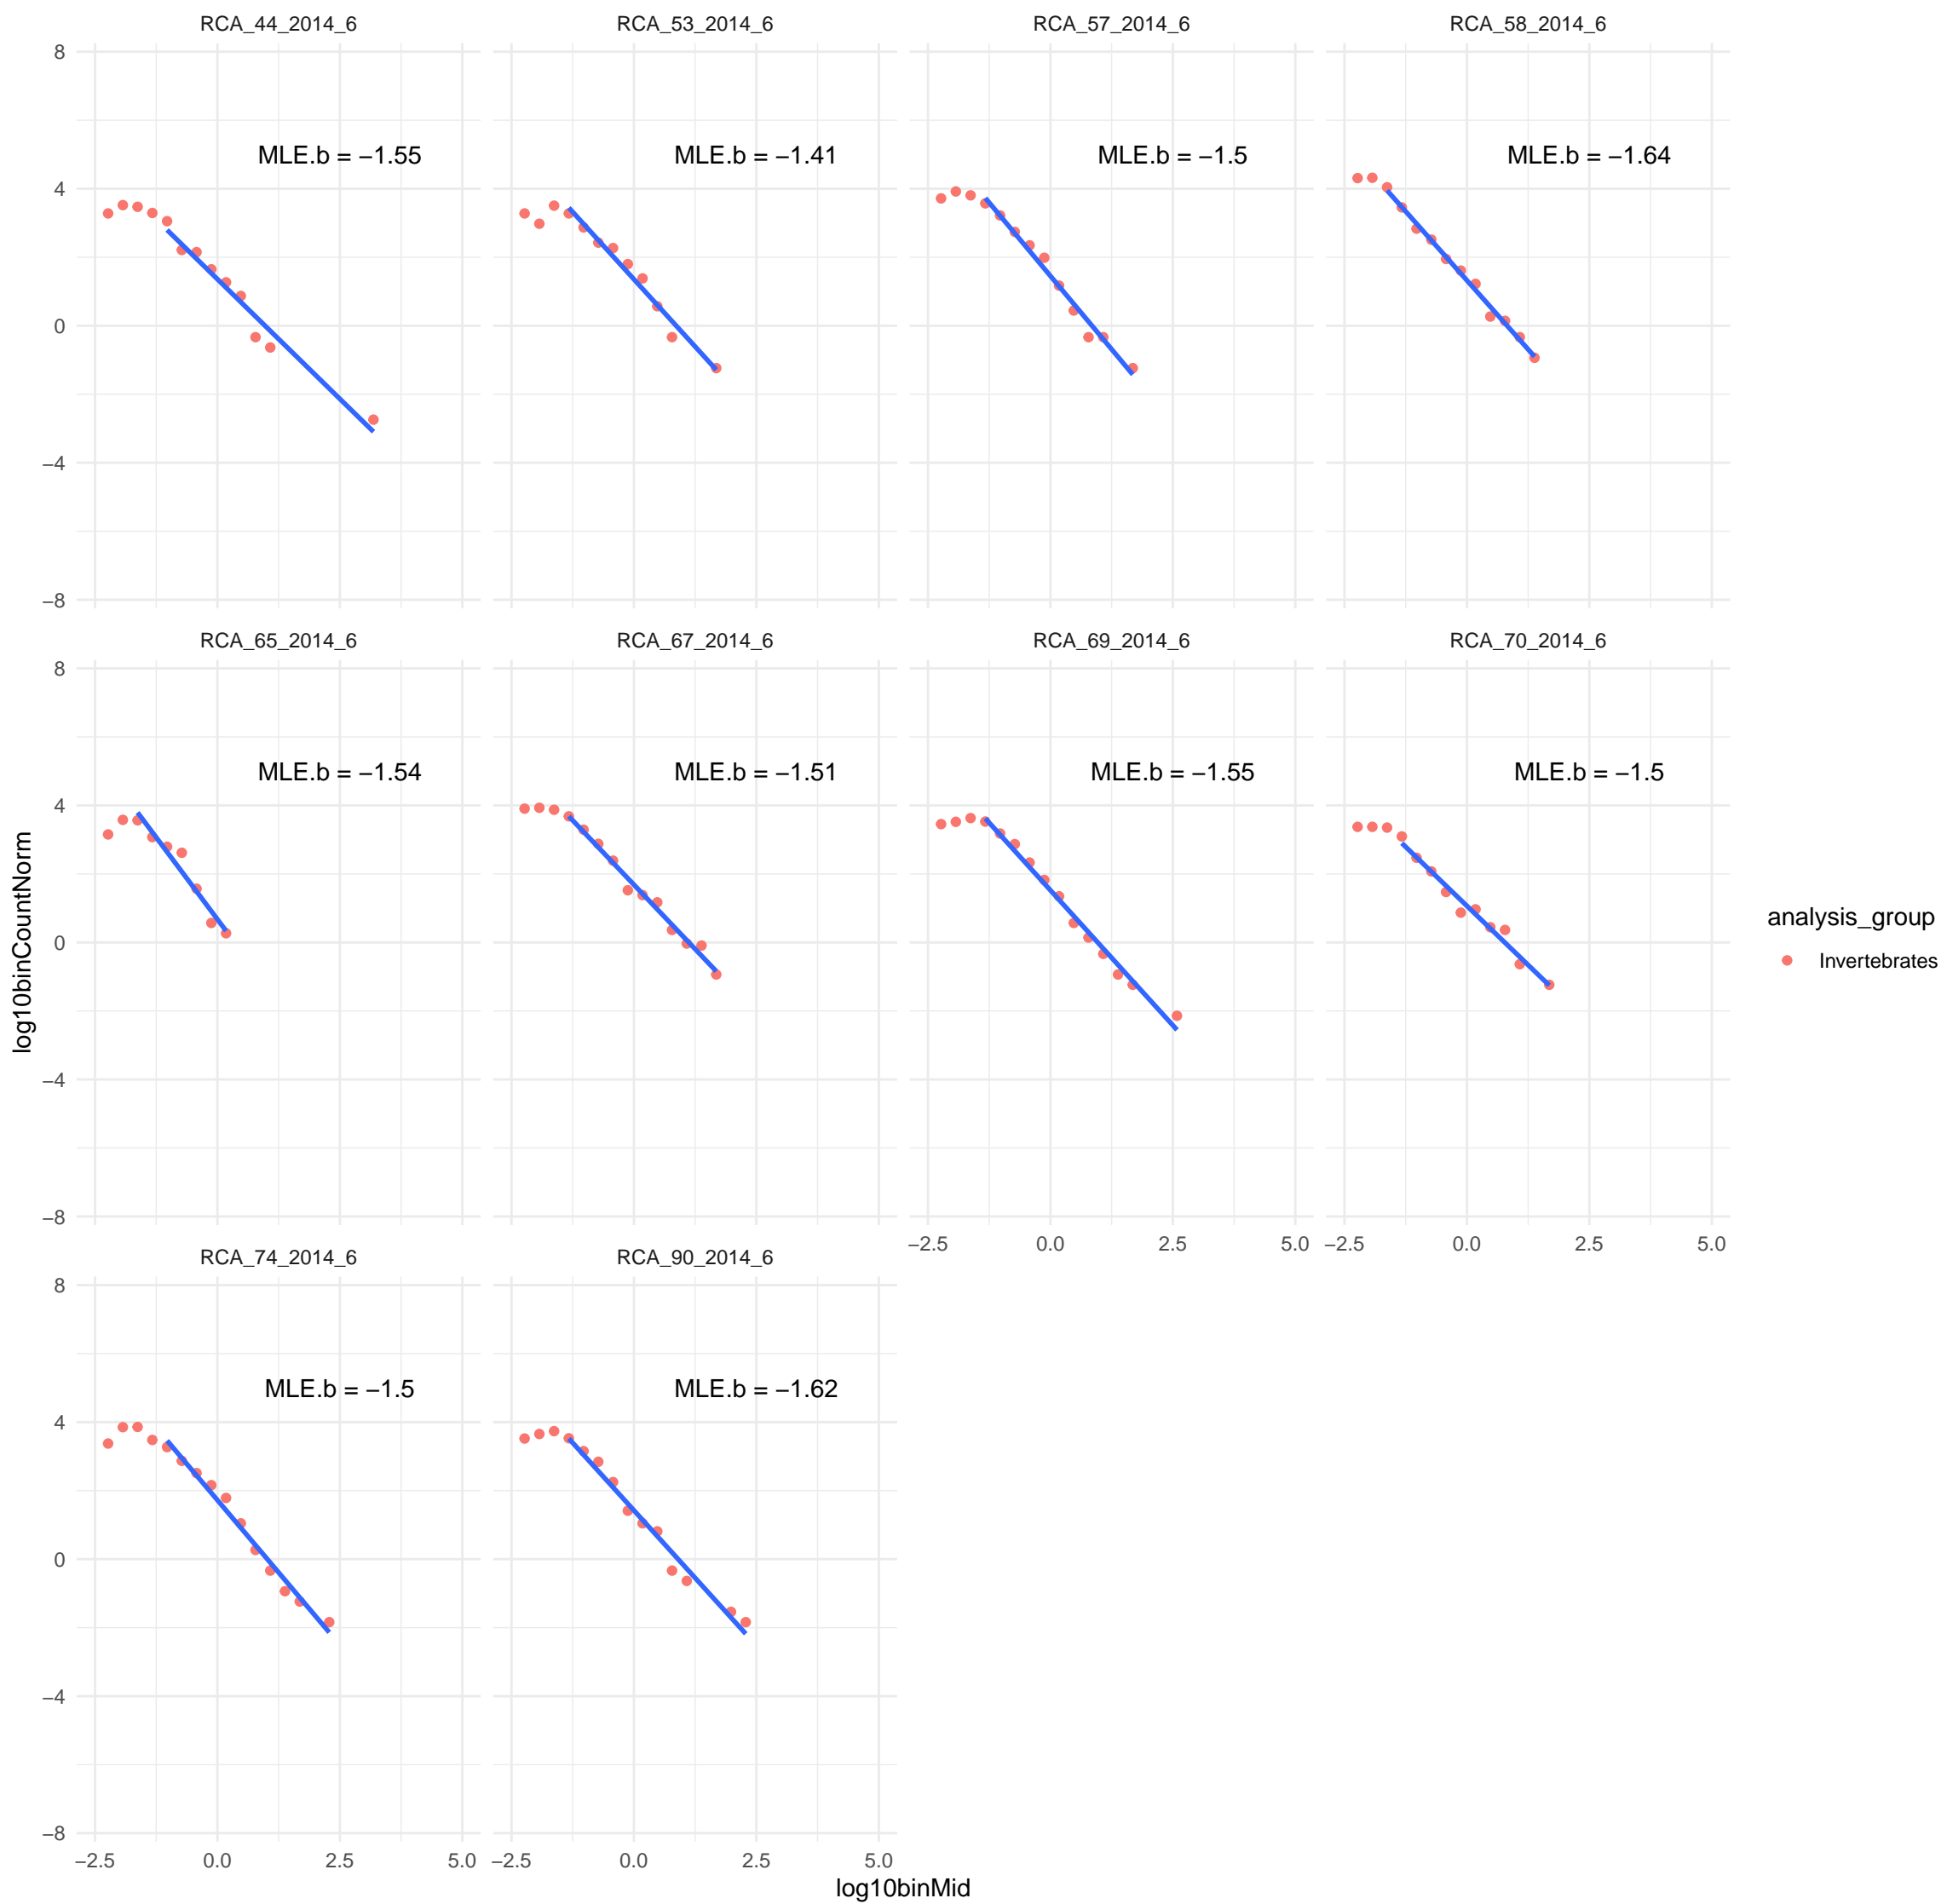 RCA_44_2014_6 RCA_53_2014_6 RCA_57_2014_6 RCA_58_2014_6
8
MLE.b = −1.55 MLE.b = −1.41 MLE.b = −1.5 MLE.b = −1.64
4
0
−4
−8
RCA_65_2014_6 RCA_67_2014_6 RCA_69_2014_6 RCA_70_2014_6
8
MLE.b = −1.54 MLE.b = −1.51 MLE.b = −1.55 MLE.b = −1.5
4
log10binCountNorm
analysis_group
0
Invertebrates
−4
−8
−2.5 0.0 2.5 5.0 −2.5 0.0 2.5 5.0
RCA_74_2014_6 RCA_90_2014_6
8
MLE.b = −1.5 MLE.b = −1.62
4
0
−4
−8
−2.5 0.0 2.5 5.0 −2.5 0.0 2.5 5.0
log10binMid